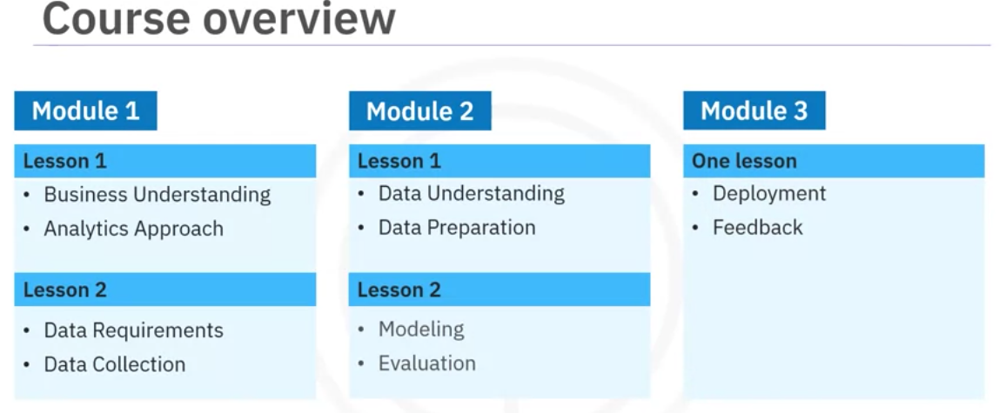 Course overview
Module 1
Lesson 1
• Business Understanding
• Analytics Approach
Lesson 2
• Data Requirements
• Data Collection
Module 2
Lesson 1
• Data Understanding
• Data Preparation
Lesson 2
• Modeling
• Evaluation
Module 3
One lesson
• Deployment
• Feedback